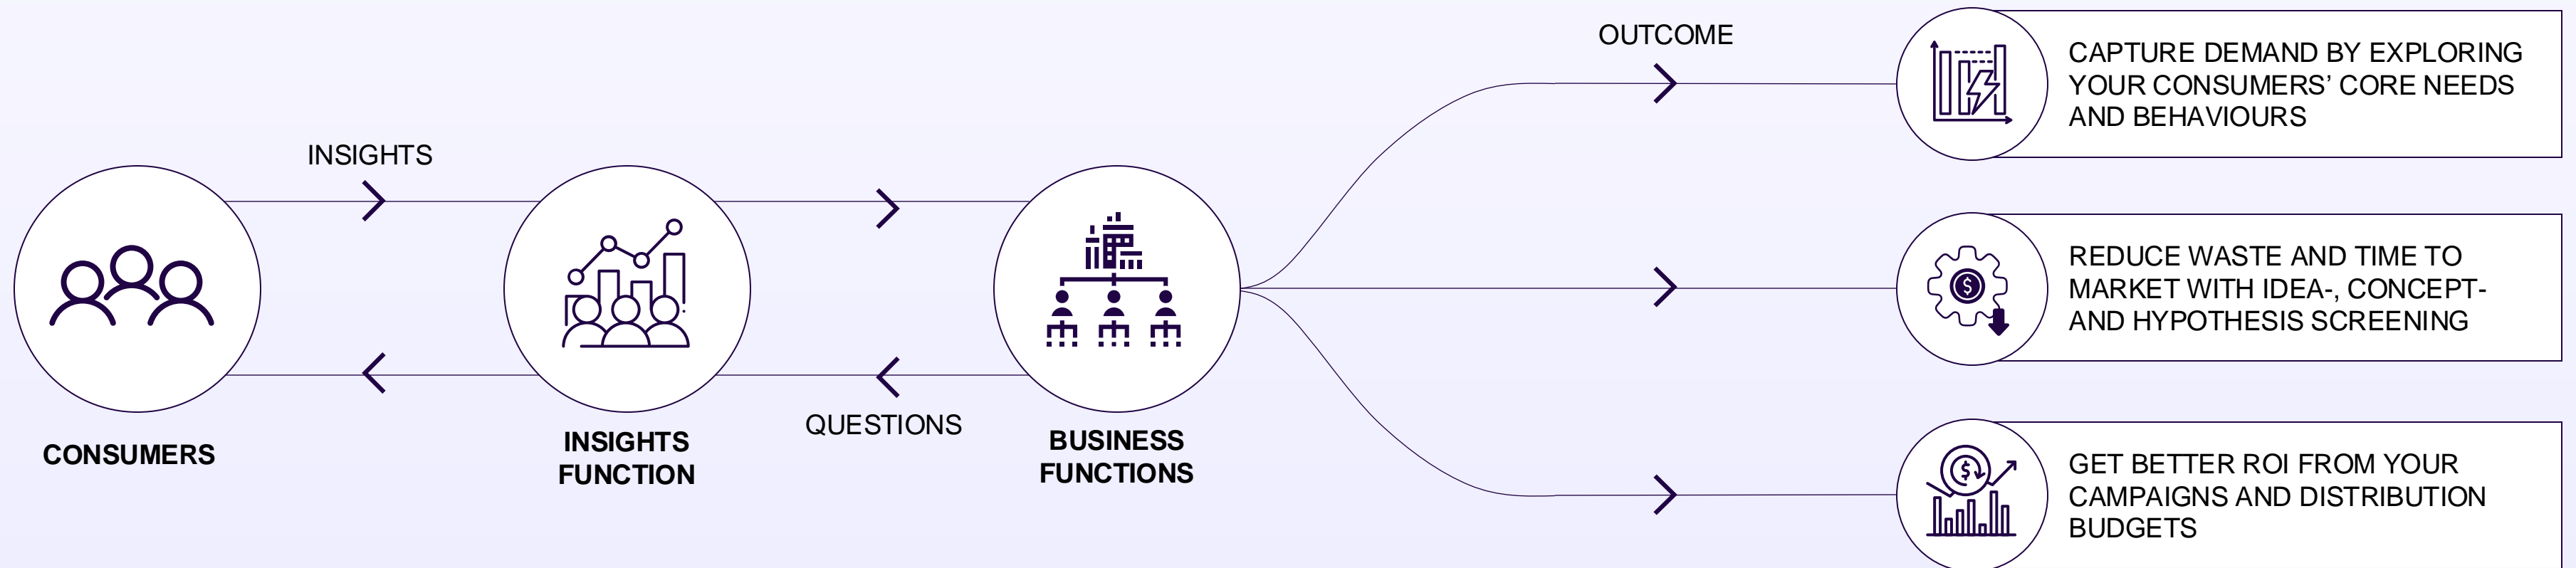 INSIGHTS
CONSUMERS
INSIGHTS
FUNCTION
QUESTIONS
BUSINESS
FUNCTIONS
OUTCOME
CAPTURE DEMAND BY EXPLORING
YOUR CONSUMERS’ CORE NEEDS
AND BEHAVIOURS
REDUCE WASTE AND TIME TO
MARKET WITH IDEA-, CONCEPT-
AND HYPOTHESIS SCREENING
GET BETTER ROI FROM YOUR
CAMPAIGNS AND DISTRIBUTION
BUDGETS